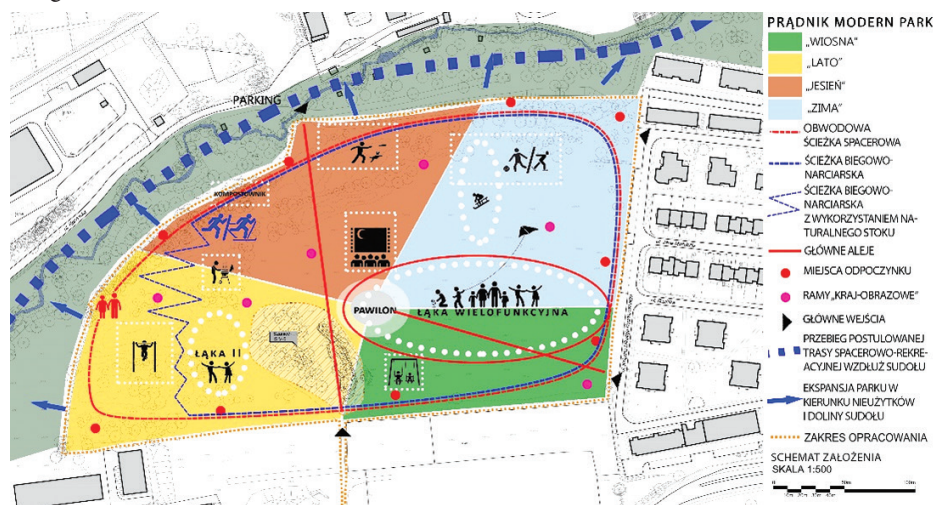 PARKING
KOMPOSTOWNIK
PAWILON
ŁĄKA WIELOFUNKCYJNA
ŁĄKA II
PRĄDNIK MODERN PARK
„WIOSNA"
„LATO"
„JESIEŃ"
„ZIMA"
OBWODOWA
ŚCIEŻKA SPACEROWA
ŚCIEŻKA BIEGOWO-
NARCIARSKA
ŚCIEŻKA BIEGOWO-
NARCIARSKA
Z WYKORZYSTANIEM NA-
TURALNEGO STOKU
GŁÓWNE ALEJE
MIEJSCA ODPOCZYNKU
RAMY „KRAJ-OBRAZOWE"
GŁÓWNE WEJŚCIA
PRZEBIEG POSTULOWANEJ
TRASY SPACEROWO-REKRE-
ACYJNEJ WZDŁUŻ SUDOŁU
EKSPANSJA PARKU W
KIERUNKU NIEUŻYTKÓW
I DOLINY SUDOŁU
ZAKRES OPRACOWANIA
SCHEMAT ZAŁOŻENIA
SKALA 1:500